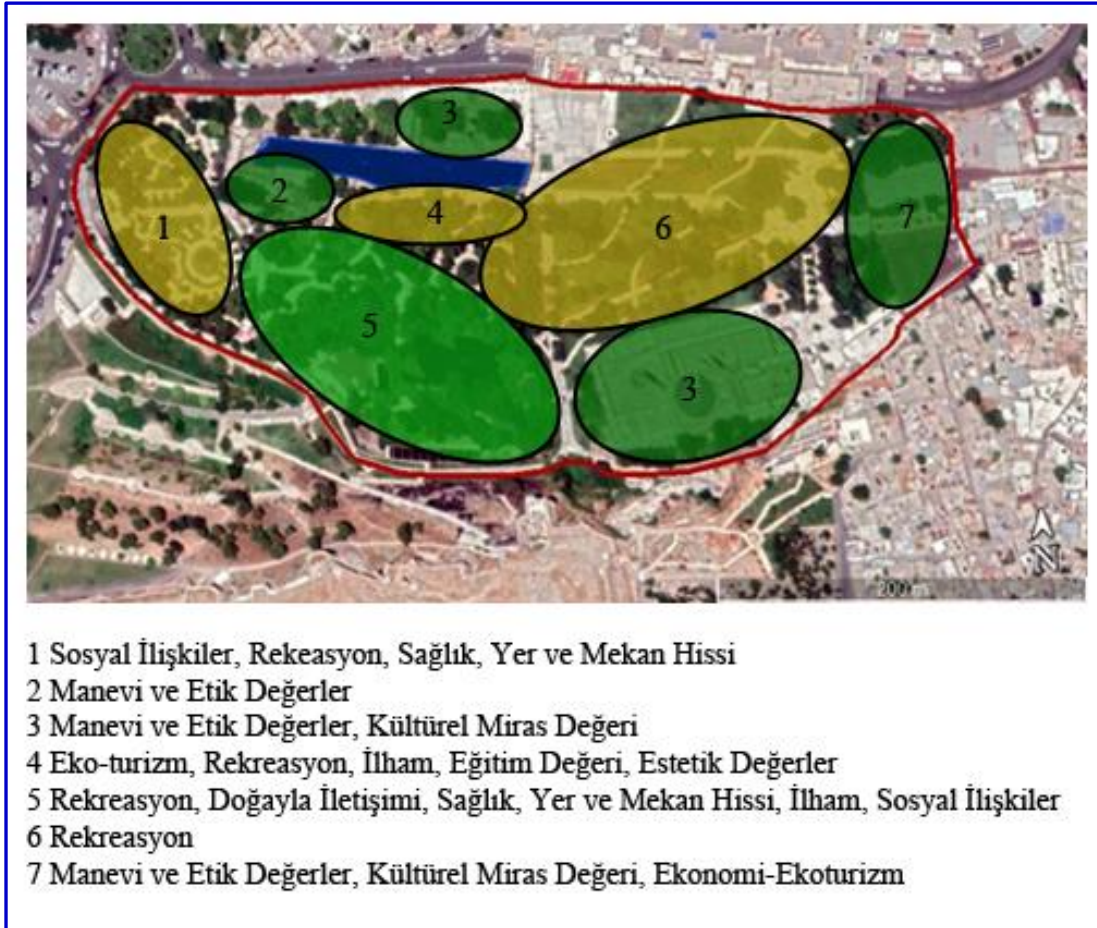 3
2
4
1
6
7
5
3
N
200 m
1 Sosyal İlişkiler, Rekeasyon, Sağlık, Yer ve Mekan Hissi
2 Manevi ve Etik Değerler
3 Manevi ve Etik Değerler, Kültürel Miras Değeri
4 Eko-turizm, Rekreasyon, İlham, Eğitim Değeri, Estetik Değerler
5 Rekreasyon, Doğayla İletişimi, Sağlık, Yer ve Mekan Hissi, İlham, Sosyal İlişkiler
6 Rekreasyon
7 Manevi ve Etik Değerler, Kültürel Miras Değeri, Ekonomi-Ekoturizm